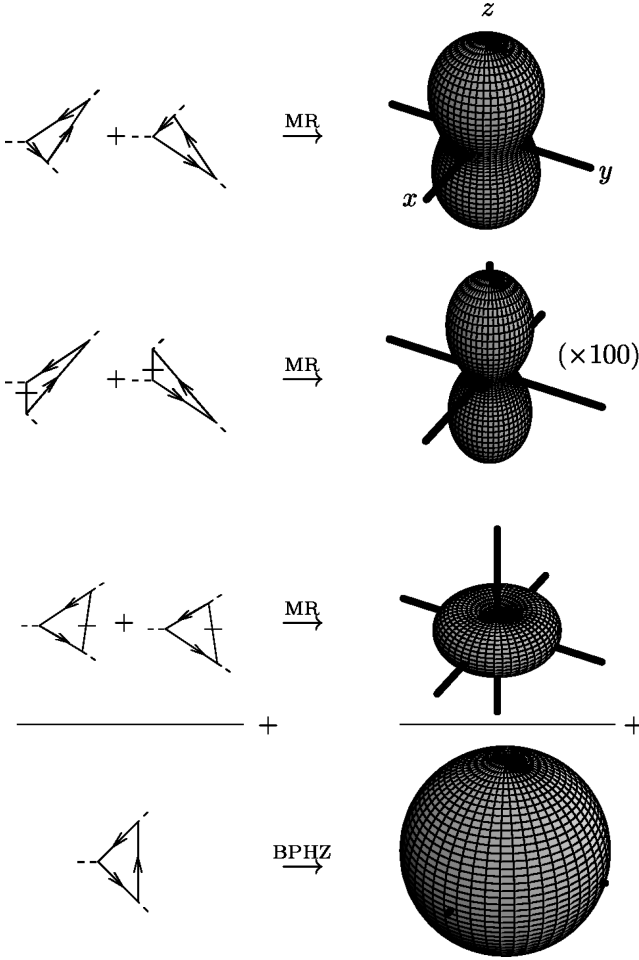 z
+ MR
y
x
+ MR (×100)
+ MR
+ +
BPHZ